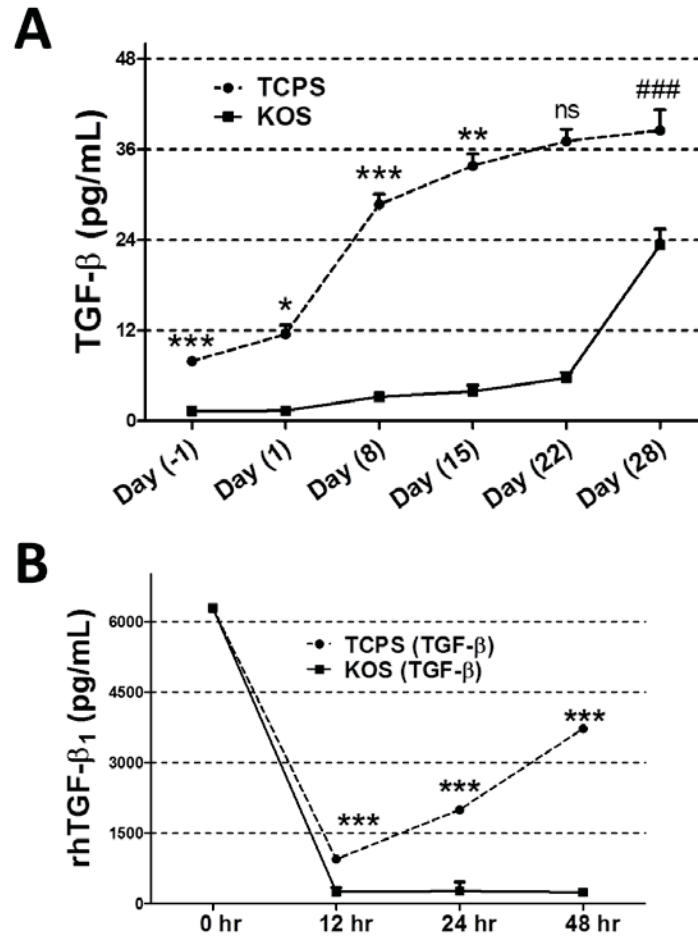 A
TGF-β (pg/mL)
48
36
24
12
0
TCPS
KOS
***
*
***
**
ns
###
Day (-1)
Day (1)
Day (8)
Day (15)
Day (22)
Day (28)
B
rhTGF-β₁ (pg/mL)
6000
4500
3000
1500
0
TCPS (TGF-β)
KOS (TGF-β)
***
***
***
0 hr
12 hr
24 hr
48 hr